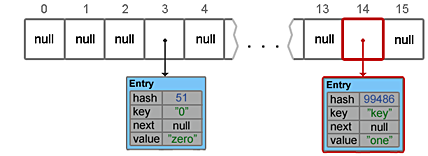 0 1 2 3 4 13 14 15
null null null null . . . null null
Entry Entry
hash 51 hash 99486
key "0" key "key"
next null next null
value "zero" value "one"